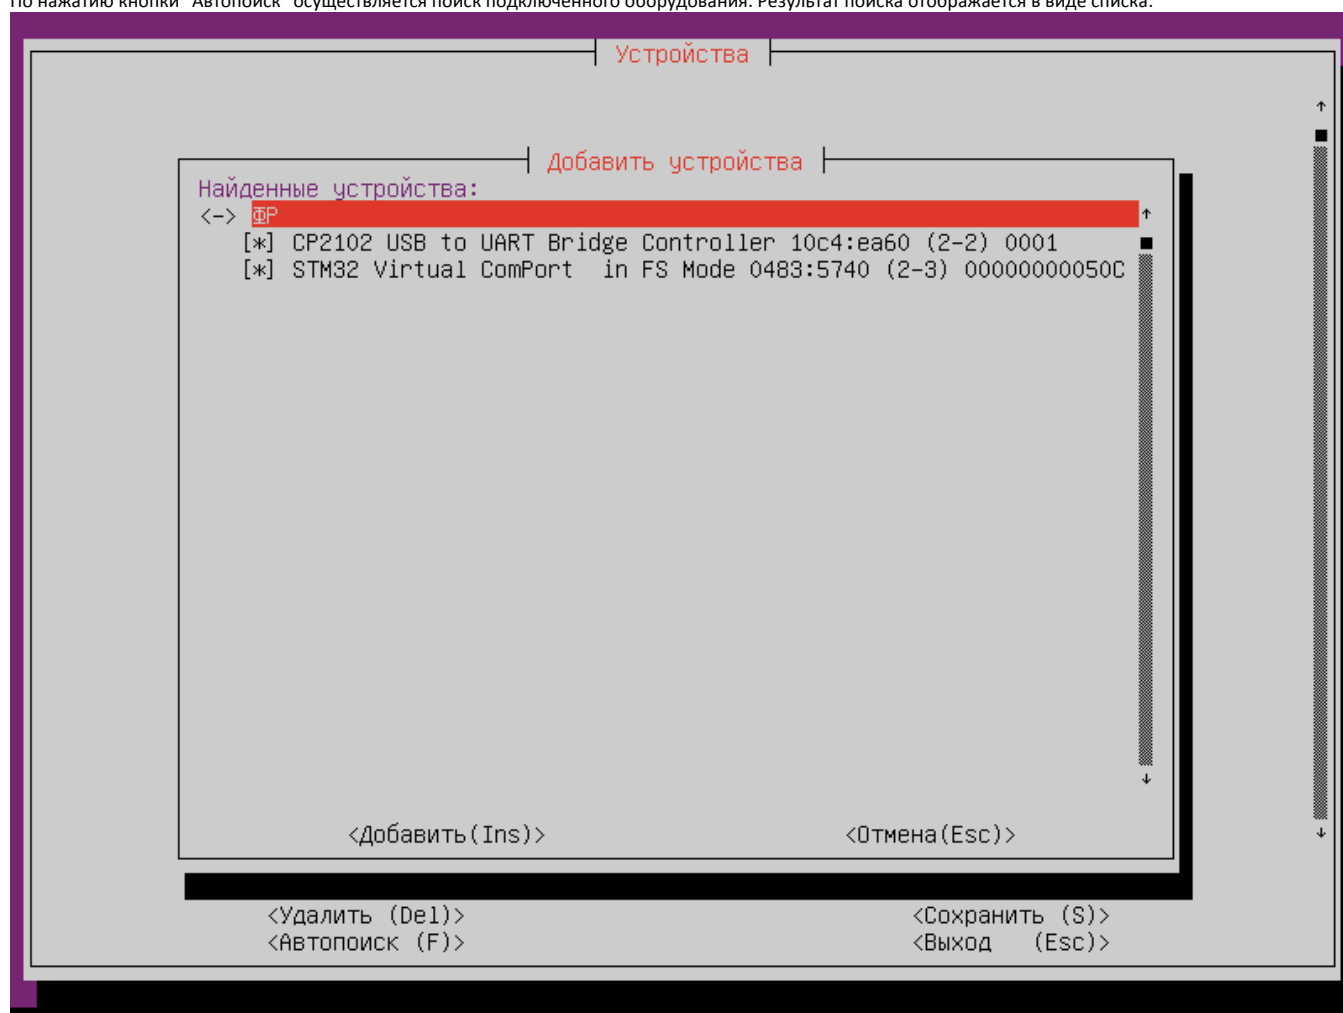 По нажатию кнопки "Автопоиск" осуществляется поиск подключенного оборудования. Результат поиска отображается в виде списка:
Устройства
Добавить устройства
Найденные устройства:
<-> ФР
[*] CP2102 USB to UART Bridge Controller 10c4:ea60 (2-2) 0001
[*] STM32 Virtual ComPort  in FS Mode 0483:5740 (2-3) 00000000050C
<Добавить(Ins)> <Отмена(Esc)>
<Удалить (Del)> <Сохранить (S)>
<Автопоиск (F)> <Выход   (Esc)>